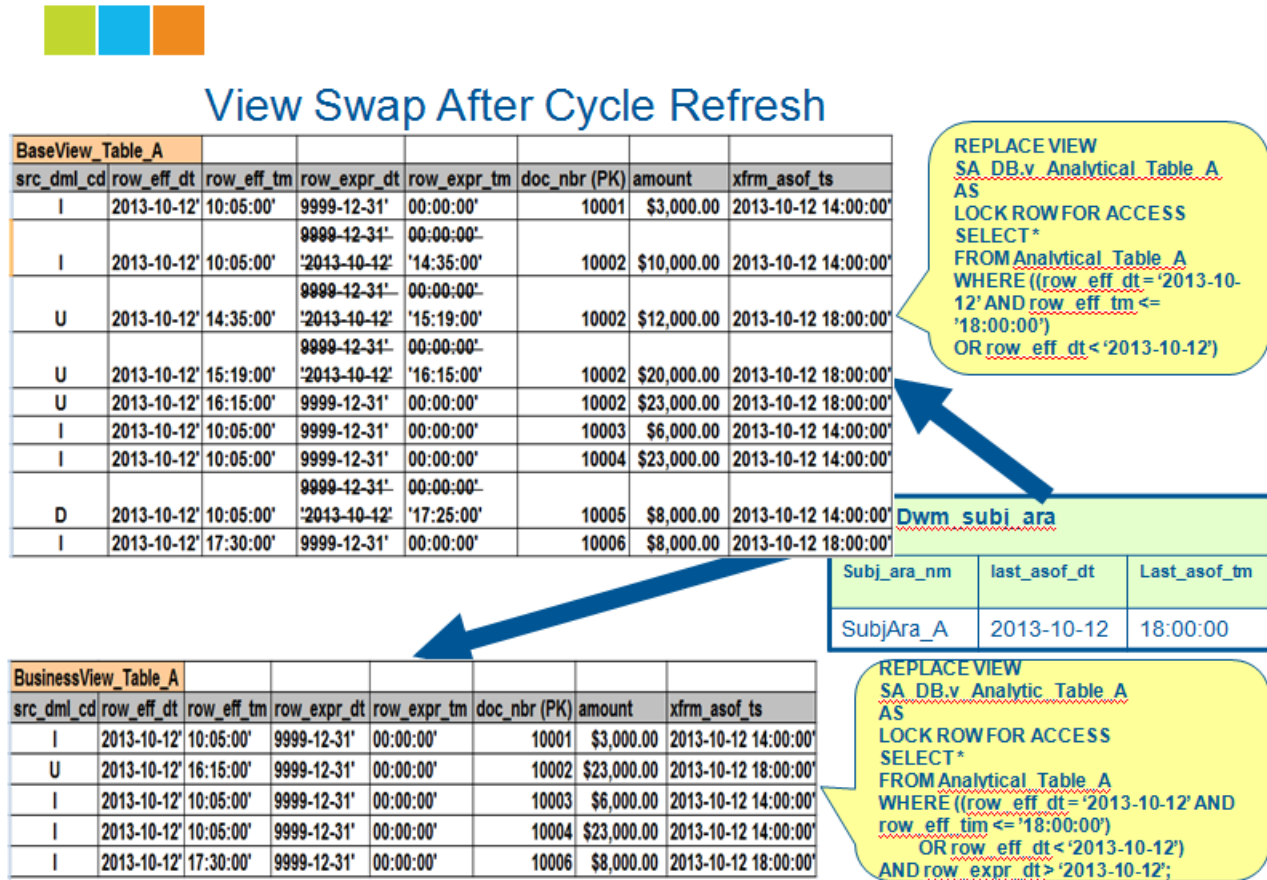 View Swap After Cycle Refresh
BaseView_Table_A
src_dml_cd row_eff_dt row_eff_tm row_expr_dt row_expr_tm doc_nbr (PK) amount xfrm_asof_ts
I 2013-10-12' 10:05:00' 9999-12-31' 00:00:00' 10001 $3,000.00 2013-10-12 14:00:00'
9999-12-31' 00:00:00'
I 2013-10-12' 10:05:00' '2013-10-12' '14:35:00' 10002 $10,000.00 2013-10-12 14:00:00'
9999-12-31' 00:00:00'
U 2013-10-12' 14:35:00' '2013-10-12' '15:19:00' 10002 $12,000.00 2013-10-12 18:00:00'
9999-12-31' 00:00:00'
U 2013-10-12' 15:19:00' '2013-10-12' '16:15:00' 10002 $20,000.00 2013-10-12 18:00:00'
U 2013-10-12' 16:15:00' 9999-12-31' 00:00:00' 10002 $23,000.00 2013-10-12 18:00:00'
I 2013-10-12' 10:05:00' 9999-12-31' 00:00:00' 10003 $6,000.00 2013-10-12 14:00:00'
I 2013-10-12' 10:05:00' 9999-12-31' 00:00:00' 10004 $23,000.00 2013-10-12 14:00:00'
9999-12-31' 00:00:00'
D 2013-10-12' 10:05:00' '2013-10-12' '17:25:00' 10005 $8,000.00 2013-10-12 14:00:00'
I 2013-10-12' 17:30:00' 9999-12-31' 00:00:00' 10006 $8,000.00 2013-10-12 18:00:00'
REPLACE VIEW
SA_DB.v_Analytical_Table_A
AS
LOCK ROW FOR ACCESS
SELECT *
FROM Analytical_Table_A
WHERE ((row_eff_dt = ‘2013-10-
12’ AND row_eff_tm <=
’18:00:00’)
OR row_eff_dt < ‘2013-10-12’)
Dwm_subj_ara
Subj_ara_nm last_asof_dt Last_asof_tm
SubjAra_A 2013-10-12 18:00:00
BusinessView_Table_A
src_dml_cd row_eff_dt row_eff_tm row_expr_dt row_expr_tm doc_nbr (PK) amount xfrm_asof_ts
I 2013-10-12' 10:05:00' 9999-12-31' 00:00:00' 10001 $3,000.00 2013-10-12 14:00:00'
U 2013-10-12' 16:15:00' 9999-12-31' 00:00:00' 10002 $23,000.00 2013-10-12 18:00:00'
I 2013-10-12' 10:05:00' 9999-12-31' 00:00:00' 10003 $6,000.00 2013-10-12 14:00:00'
I 2013-10-12' 10:05:00' 9999-12-31' 00:00:00' 10004 $23,000.00 2013-10-12 14:00:00'
I 2013-10-12' 17:30:00' 9999-12-31' 00:00:00' 10006 $8,000.00 2013-10-12 18:00:00'
REPLACE VIEW
SA_DB.v_Analytic_Table_A
AS
LOCK ROW FOR ACCESS
SELECT *
FROM Analytical_Table_A
WHERE ((row_eff_dt = ‘2013-10-12’ AND
row_eff_tim <= ’18:00:00’)
OR row_eff_dt < ‘2013-10-12’)
AND row_expr_dt > ‘2013-10-12’;